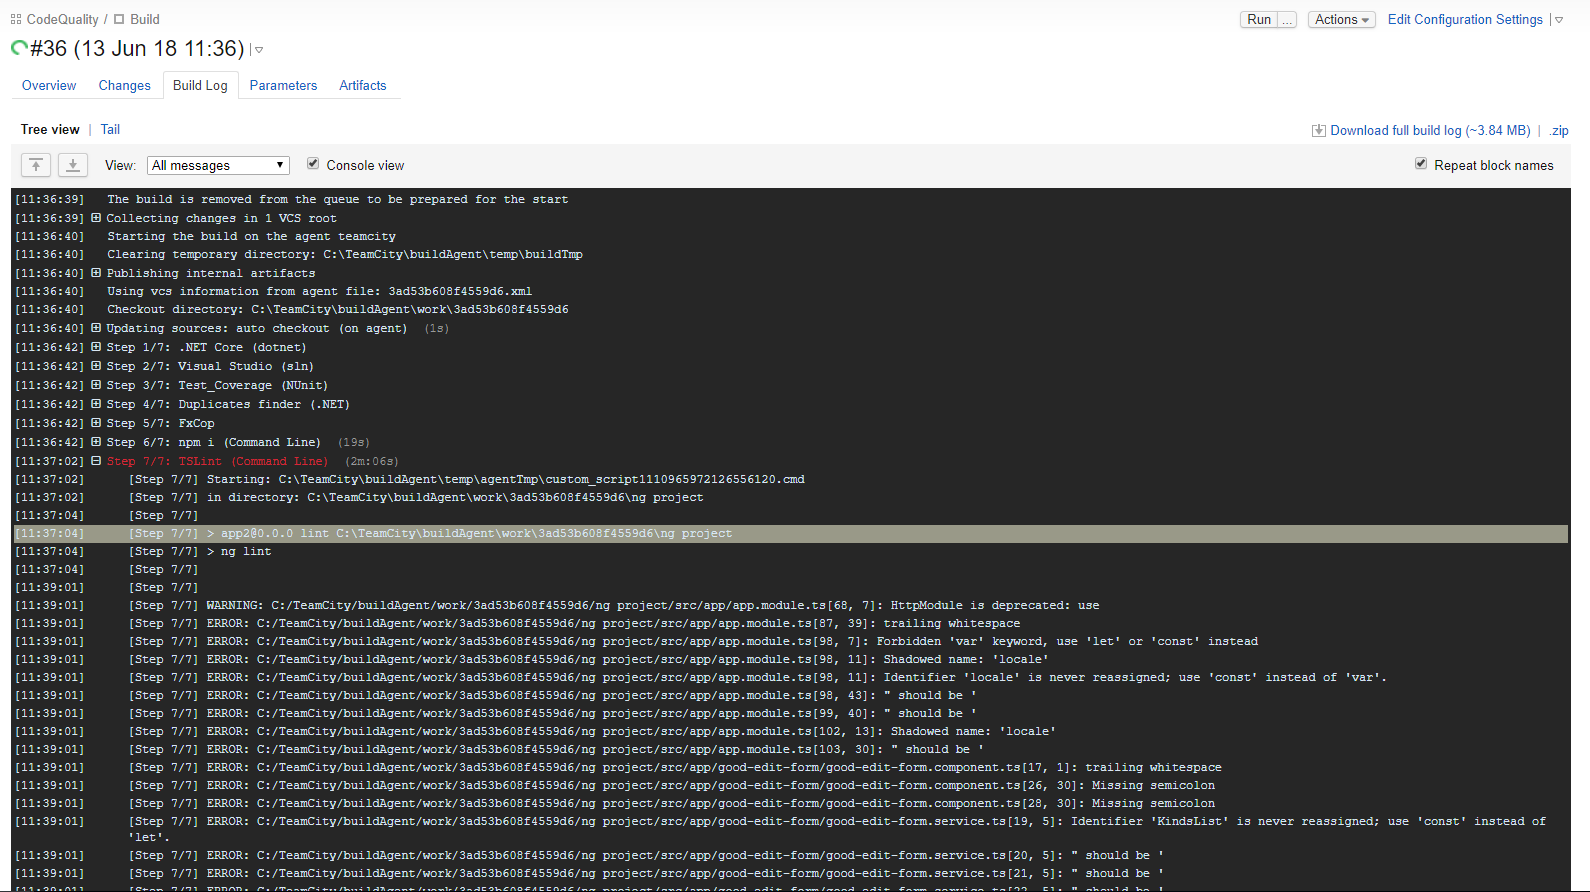 CodeQuality / Build
Run ... Actions Edit Configuration Settings
#36 (13 Jun 18 11:36)
Overview Changes Build Log Parameters Artifacts
Tree view | Tail
Download full build log (~3.84 MB) | .zip
View: All messages Console view
Repeat block names
[11:36:39] The build is removed from the queue to be prepared for the start
[11:36:39] Collecting changes in 1 VCS root
[11:36:40] Starting the build on the agent teamcity
[11:36:40] Clearing temporary directory: C:\TeamCity\buildAgent\temp\buildTmp
[11:36:40] Publishing internal artifacts
[11:36:40] Using vcs information from agent file: 3ad53b608f4559d6.xml
[11:36:40] Checkout directory: C:\TeamCity\buildAgent\work\3ad53b608f4559d6
[11:36:40] Updating sources: auto checkout (on agent) (1s)
[11:36:42] Step 1/7: .NET Core (dotnet)
[11:36:42] Step 2/7: Visual Studio (sln)
[11:36:42] Step 3/7: Test_Coverage (NUnit)
[11:36:42] Step 4/7: Duplicates finder (.NET)
[11:36:42] Step 5/7: FxCop
[11:36:42] Step 6/7: npm i (Command Line) (19s)
[11:37:02] Step 7/7: TSLint (Command Line) (2m:06s)
[11:37:02] [Step 7/7] Starting: C:\TeamCity\buildAgent\temp\agentTmp\custom_script1110965972126556120.cmd
[11:37:02] [Step 7/7] in directory: C:\TeamCity\buildAgent\work\3ad53b608f4559d6\ng project
[11:37:04] [Step 7/7]
[11:37:04] [Step 7/7] > app2@0.0.0 lint C:\TeamCity\buildAgent\work\3ad53b608f4559d6\ng project
[11:37:04] [Step 7/7] > ng lint
[11:37:04] [Step 7/7]
[11:39:01] [Step 7/7]
[11:39:01] [Step 7/7] WARNING: C:/TeamCity/buildAgent/work/3ad53b608f4559d6/ng project/src/app/app.module.ts[68, 7]: HttpModule is deprecated: use
[11:39:01] [Step 7/7] ERROR: C:/TeamCity/buildAgent/work/3ad53b608f4559d6/ng project/src/app/app.module.ts[87, 39]: trailing whitespace
[11:39:01] [Step 7/7] ERROR: C:/TeamCity/buildAgent/work/3ad53b608f4559d6/ng project/src/app/app.module.ts[98, 7]: Forbidden 'var' keyword, use 'let' or 'const' instead
[11:39:01] [Step 7/7] ERROR: C:/TeamCity/buildAgent/work/3ad53b608f4559d6/ng project/src/app/app.module.ts[98, 11]: Shadowed name: 'locale'
[11:39:01] [Step 7/7] ERROR: C:/TeamCity/buildAgent/work/3ad53b608f4559d6/ng project/src/app/app.module.ts[98, 11]: Identifier 'locale' is never reassigned; use 'const' instead of 'var'.
[11:39:01] [Step 7/7] ERROR: C:/TeamCity/buildAgent/work/3ad53b608f4559d6/ng project/src/app/app.module.ts[98, 43]: " should be '
[11:39:01] [Step 7/7] ERROR: C:/TeamCity/buildAgent/work/3ad53b608f4559d6/ng project/src/app/app.module.ts[99, 40]: " should be '
[11:39:01] [Step 7/7] ERROR: C:/TeamCity/buildAgent/work/3ad53b608f4559d6/ng project/src/app/app.module.ts[102, 13]: Shadowed name: 'locale'
[11:39:01] [Step 7/7] ERROR: C:/TeamCity/buildAgent/work/3ad53b608f4559d6/ng project/src/app/app.module.ts[103, 30]: " should be '
[11:39:01] [Step 7/7] ERROR: C:/TeamCity/buildAgent/work/3ad53b608f4559d6/ng project/src/app/good-edit-form/good-edit-form.component.ts[17, 1]: trailing whitespace
[11:39:01] [Step 7/7] ERROR: C:/TeamCity/buildAgent/work/3ad53b608f4559d6/ng project/src/app/good-edit-form/good-edit-form.component.ts[26, 30]: Missing semicolon
[11:39:01] [Step 7/7] ERROR: C:/TeamCity/buildAgent/work/3ad53b608f4559d6/ng project/src/app/good-edit-form/good-edit-form.component.ts[28, 30]: Missing semicolon
[11:39:01] [Step 7/7] ERROR: C:/TeamCity/buildAgent/work/3ad53b608f4559d6/ng project/src/app/good-edit-form/good-edit-form.service.ts[19, 5]: Identifier 'KindsList' is never reassigned; use 'const' instead of
'let'.
[11:39:01] [Step 7/7] ERROR: C:/TeamCity/buildAgent/work/3ad53b608f4559d6/ng project/src/app/good-edit-form/good-edit-form.service.ts[20, 5]: " should be '
[11:39:01] [Step 7/7] ERROR: C:/TeamCity/buildAgent/work/3ad53b608f4559d6/ng project/src/app/good-edit-form/good-edit-form.service.ts[21, 5]: " should be '